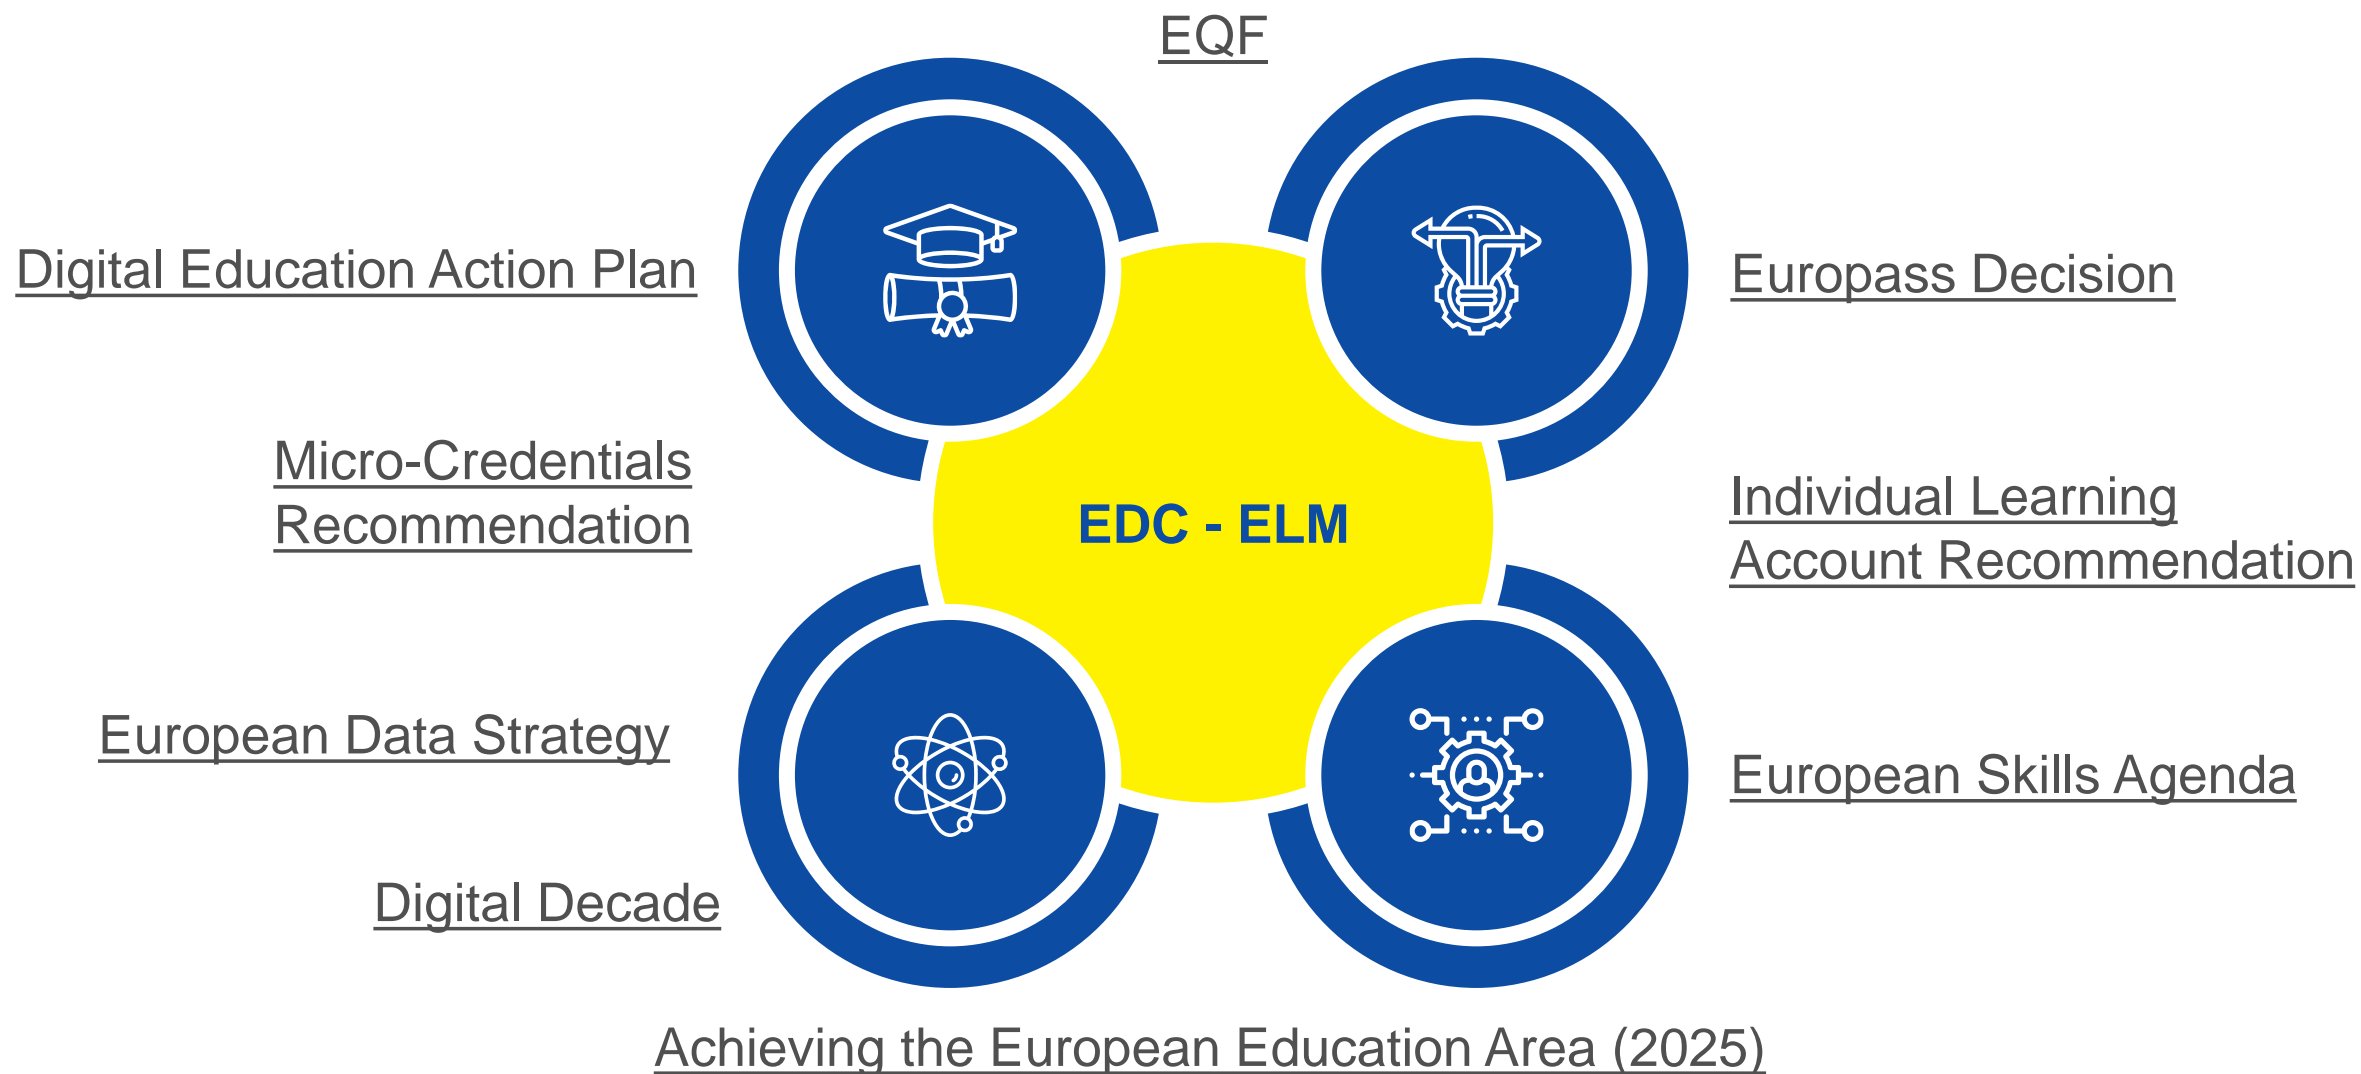 EQF
Digital Education Action Plan
Europass Decision
Micro-Credentials
Recommendation
EDC - ELM
Individual Learning
Account Recommendation
European Data Strategy
European Skills Agenda
Digital Decade
Achieving the European Education Area (2025)